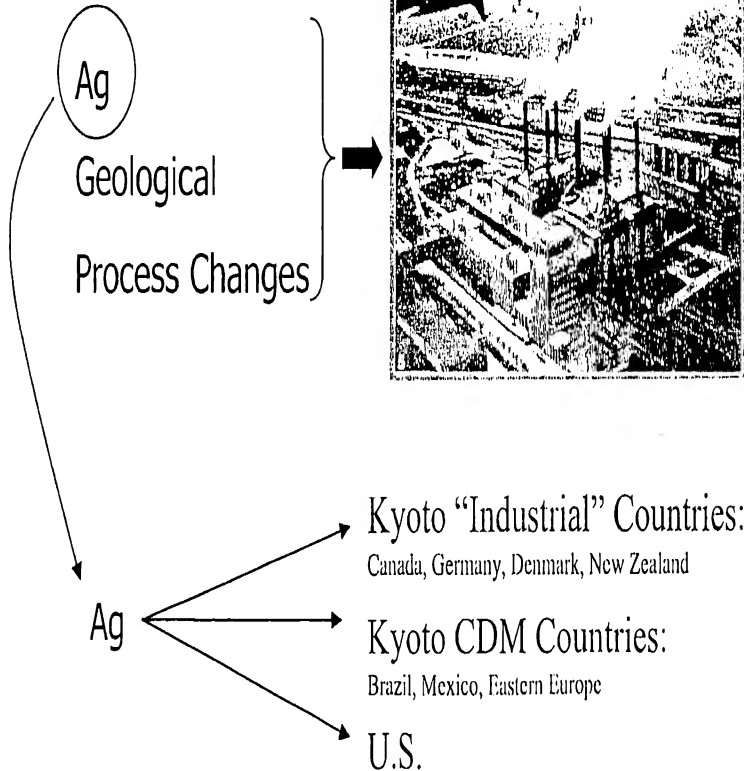 Ag
Geological
Process Changes
Kyoto “Industrial” Countries:
Canada, Germany, Denmark, New Zealand
Ag
Kyoto CDM Countries:
Brazil, Mexico, Eastern Europe
U.S.